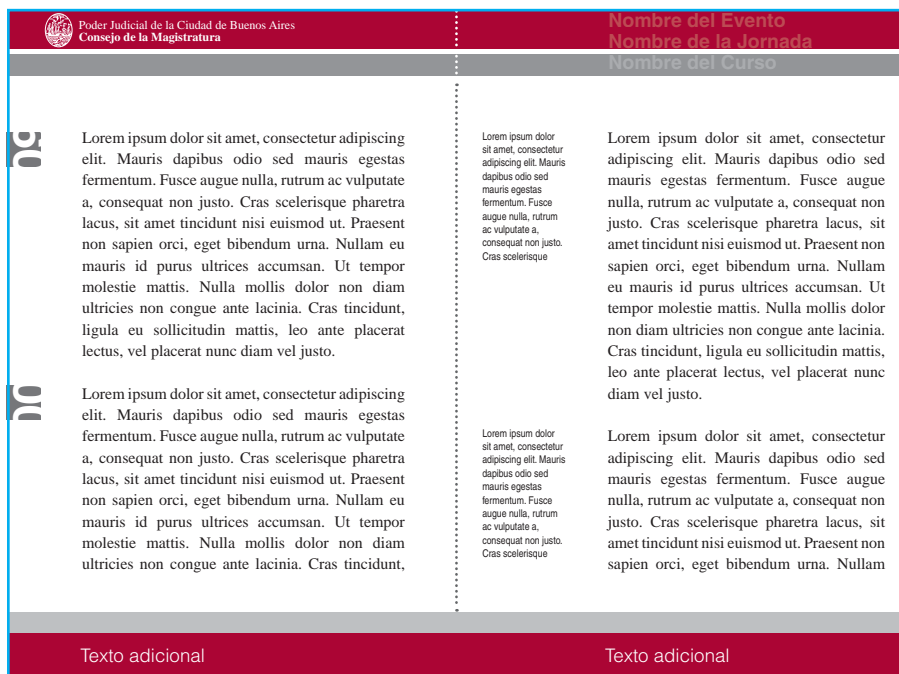 Poder Judicial de la Ciudad de Buenos Aires
Consejo de la Magistratura
Nombre del Evento
Nombre de la Jornada
Nombre del Curso
Lorem ipsum dolor sit amet, consectetur adipiscing
elit. Mauris dapibus odio sed mauris egestas
fermentum. Fusce augue nulla, rutrum ac vulputate
a, consequat non justo. Cras scelerisque pharetra
lacus, sit amet tincidunt nisi euismod ut. Praesent
non sapien orci, eget bibendum urna. Nullam eu
mauris id purus ultrices accumsan. Ut tempor
molestie mattis. Nulla mollis dolor non diam
ultricies non congue ante lacinia. Cras tincidunt,
ligula eu sollicitudin mattis, leo ante placerat
lectus, vel placerat nunc diam vel justo.
Lorem ipsum dolor sit amet, consectetur adipiscing
elit. Mauris dapibus odio sed mauris egestas
fermentum. Fusce augue nulla, rutrum ac vulputate
a, consequat non justo. Cras scelerisque pharetra
lacus, sit amet tincidunt nisi euismod ut. Praesent
non sapien orci, eget bibendum urna. Nullam eu
mauris id purus ultrices accumsan. Ut tempor
molestie mattis. Nulla mollis dolor non diam
ultricies non congue ante lacinia. Cras tincidunt,
Lorem ipsum dolor
sit amet, consectetur
adipiscing elit. Mauris
dapibus odio sed
mauris egestas
fermentum. Fusce
augue nulla, rutrum
ac vulputate a,
consequat non justo.
Cras scelerisque
Lorem ipsum dolor
sit amet, consectetur
adipiscing elit. Mauris
dapibus odio sed
mauris egestas
fermentum. Fusce
augue nulla, rutrum
ac vulputate a,
consequat non justo.
Cras scelerisque
Lorem ipsum dolor sit amet, consectetur
adipiscing elit. Mauris dapibus odio sed
mauris egestas fermentum. Fusce augue
nulla, rutrum ac vulputate a, consequat non
justo. Cras scelerisque pharetra lacus, sit
amet tincidunt nisi euismod ut. Praesent non
sapien orci, eget bibendum urna. Nullam
eu mauris id purus ultrices accumsan. Ut
tempor molestie mattis. Nulla mollis dolor
non diam ultricies non congue ante lacinia.
Cras tincidunt, ligula eu sollicitudin mattis,
leo ante placerat lectus, vel placerat nunc
diam vel justo.
Lorem ipsum dolor sit amet, consectetur
adipiscing elit. Mauris dapibus odio sed
mauris egestas fermentum. Fusce augue
nulla, rutrum ac vulputate a, consequat non
justo. Cras scelerisque pharetra lacus, sit
amet tincidunt nisi euismod ut. Praesent non
sapien orci, eget bibendum urna. Nullam
Texto adicional
Texto adicional